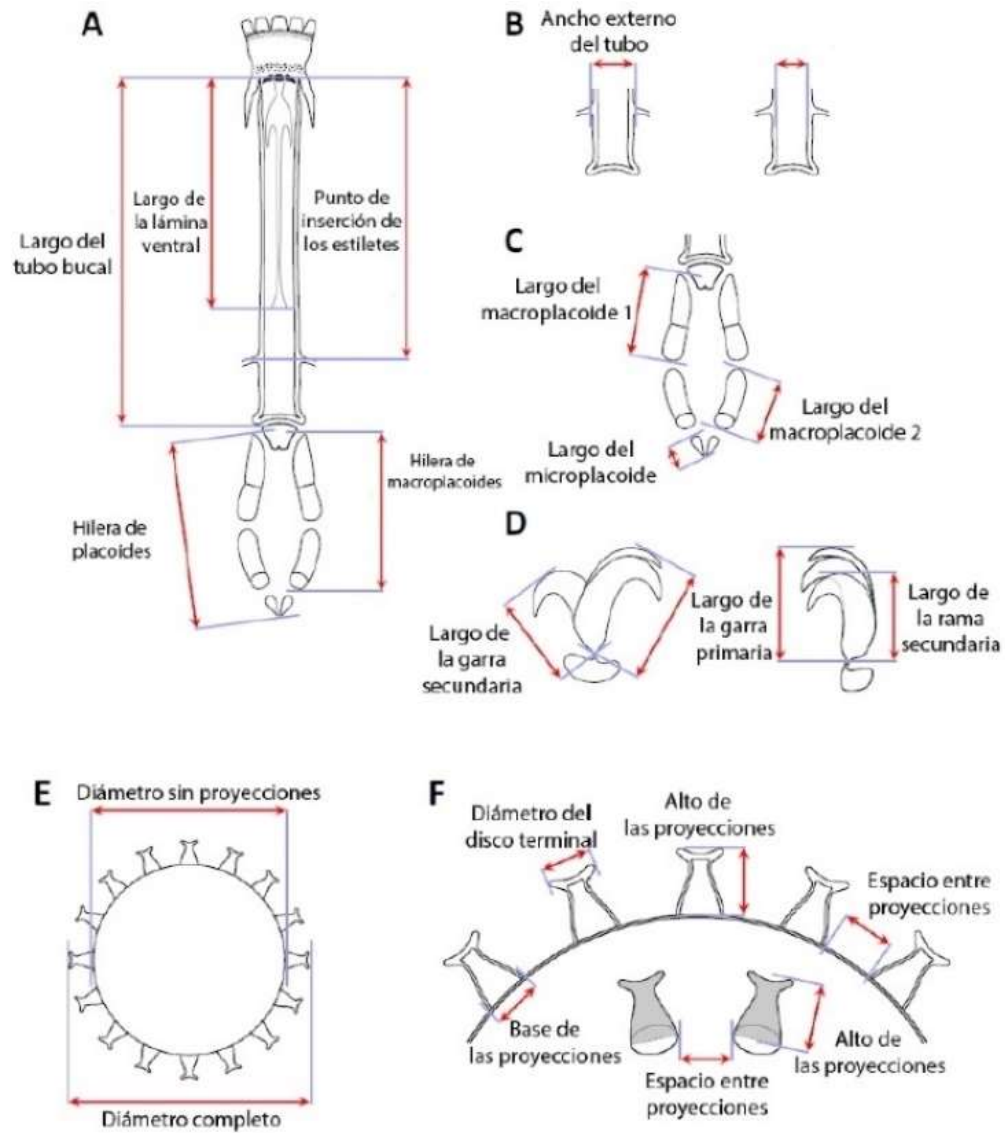 A
Largo del
tubo bucal
Largo de
la lámina
ventral
Punto de
inserción de
los estiletes
Hilera de
placoides
Hilera de
macroplacoides
B
Ancho externo
del tubo
C
Largo del
macroplacoide 1
Largo del
macroplacoide 2
Largo del
microplacoide
D
Largo de
la garra
secundaria
Largo de
la garra
primaria
Largo de
la rama
secundaria
E
Diámetro sin proyecciones
Diámetro completo
F
Diámetro del
disco terminal
Alto de
las proyecciones
Espacio entre
proyecciones
Base de
las proyecciones
Espacio entre
proyecciones
Alto de
las proyecciones